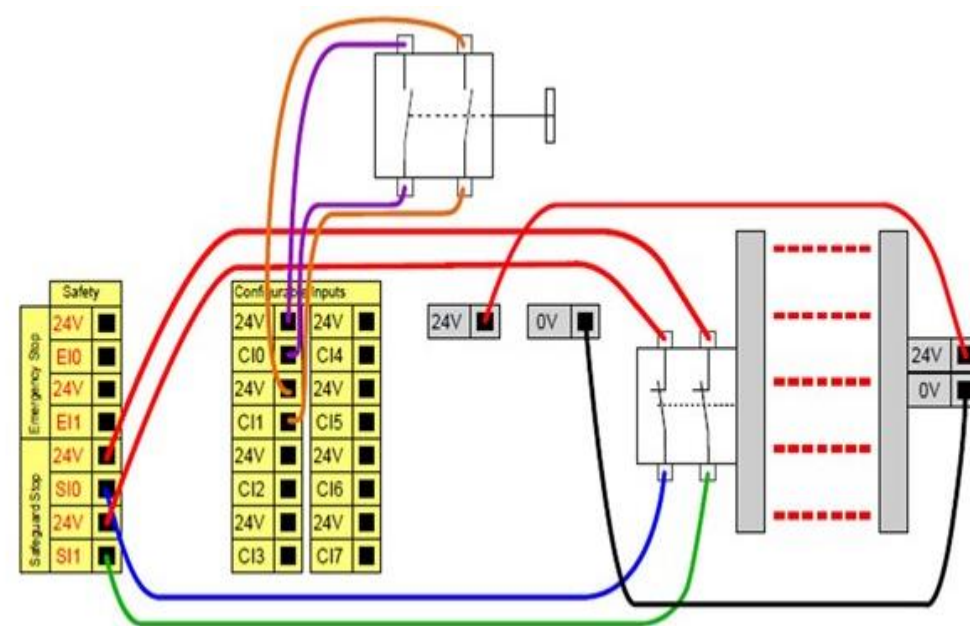 Safety
Emergency Stop
24V
EI0
24V
EI1
Safeguard Stop
24V
SI0
24V
SI1
Configurable Inputs
24V 24V
CI0 CI4
24V 24V
CI1 CI5
24V 24V
CI2 CI6
24V 24V
CI3 CI7
24V
0V
24V
0V